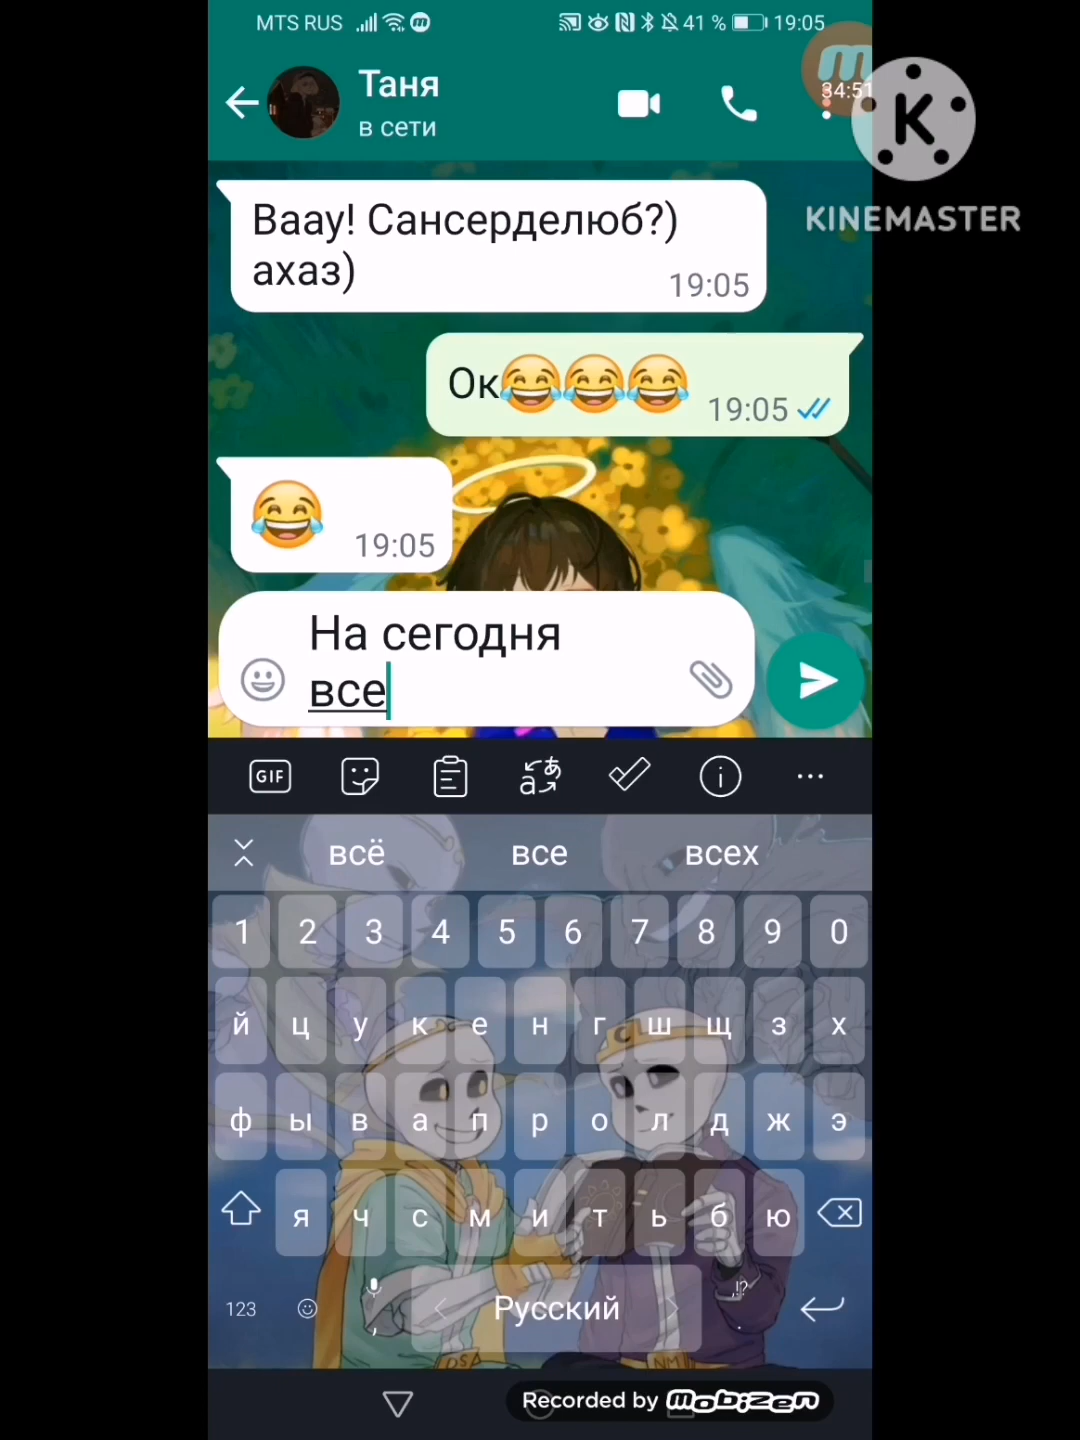 MTS RUS 41 % 19:05
Таня
34:51
в сети
K
KINEMASTER
Ваау! Сансерделюб?)
ахаз)
19:05
Ок😂😂😂 19:05
😂 19:05
На сегодня
все
GIF
всё все всех
1 2 3 4 5 6 7 8 9 0
й ц у к е н г ш щ з х
ф ы в а п р о л д ж э
я ч с м и т ь б ю
123 , Русский ,!? .
Recorded by Mobizen